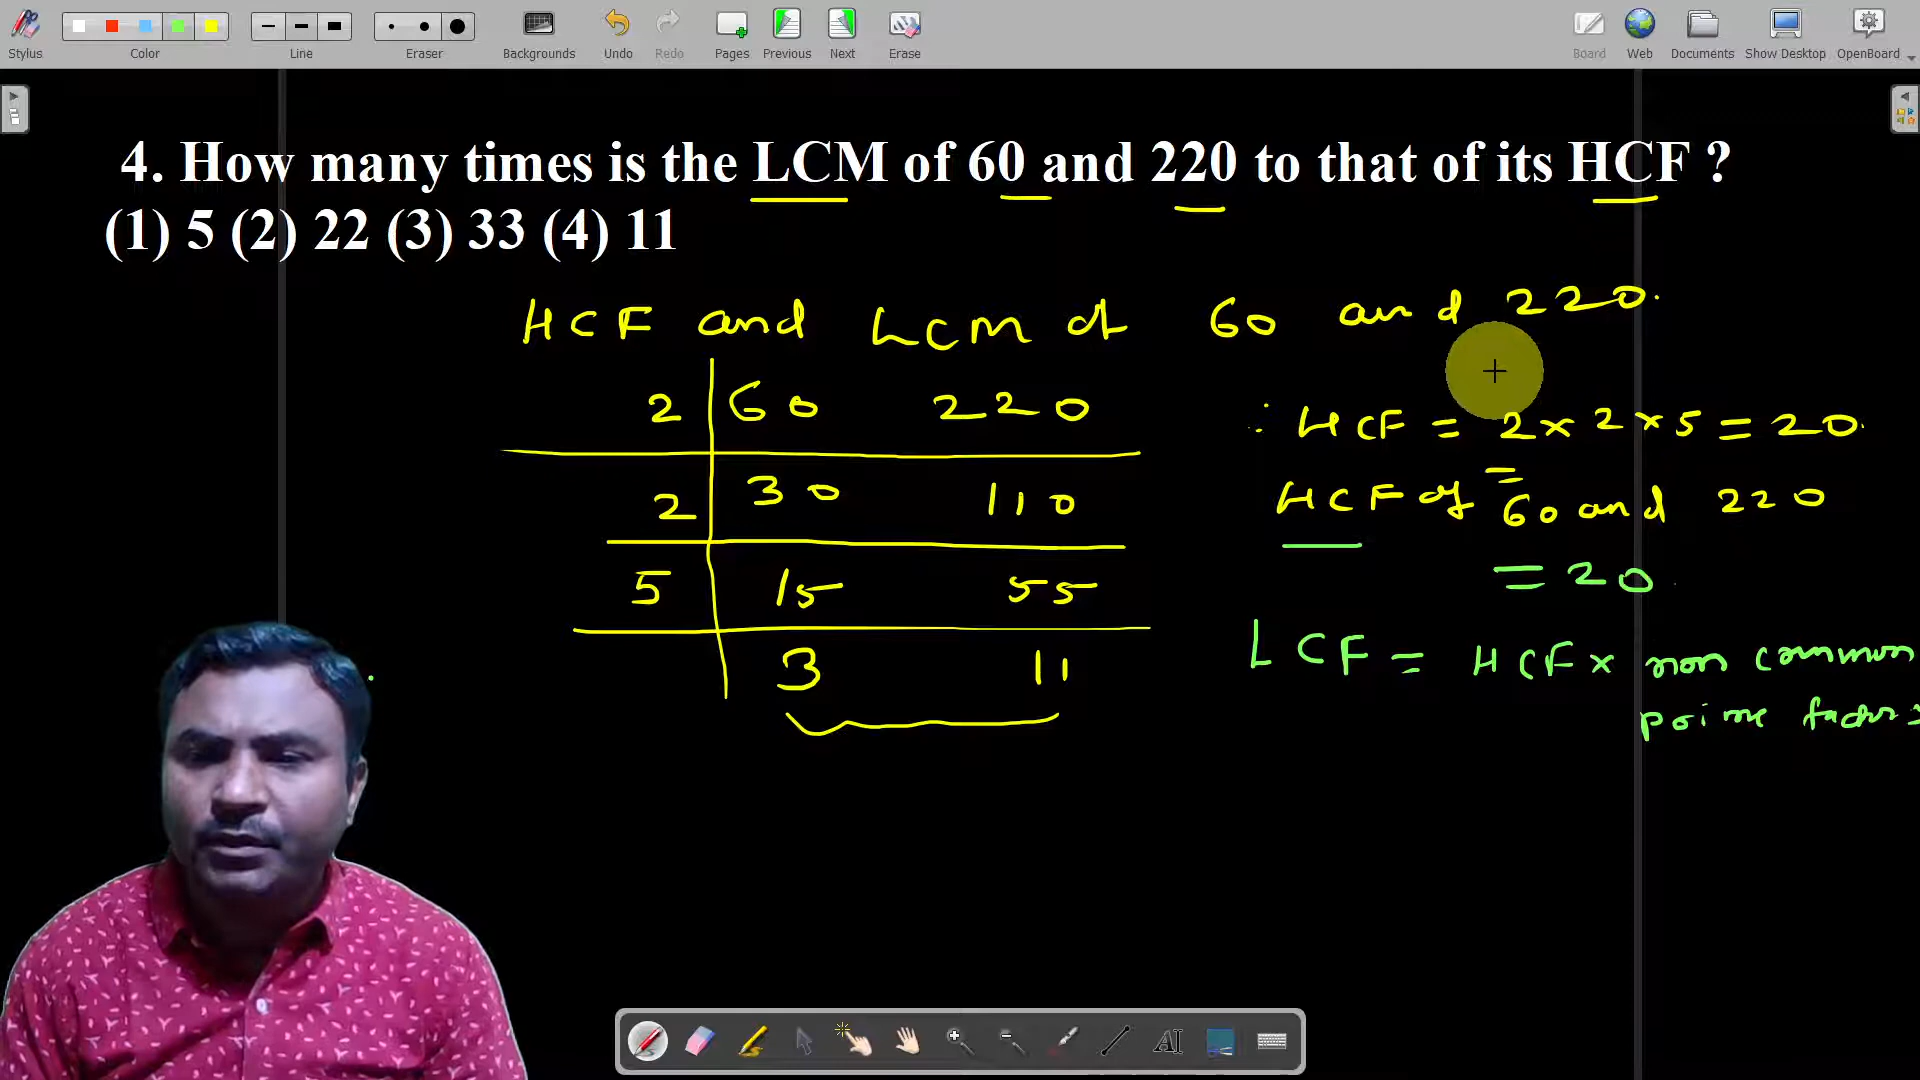 Stylus Color Line Eraser Backgrounds Undo Redo Pages Previous Next Erase Board Web Documents Show Desktop OpenBoard
4. How many times is the LCM of 60 and 220 to that of its HCF ?
(1) 5 (2) 22 (3) 33 (4) 11
HCF and LCM of 60 and 220.
2 60 220
2 30 110
5 15 55
3 11
∴ HCF = 2 × 2 × 5 = 20.
HCF of 60 and 220
= 20
LCF = HCF × non common
prime factors